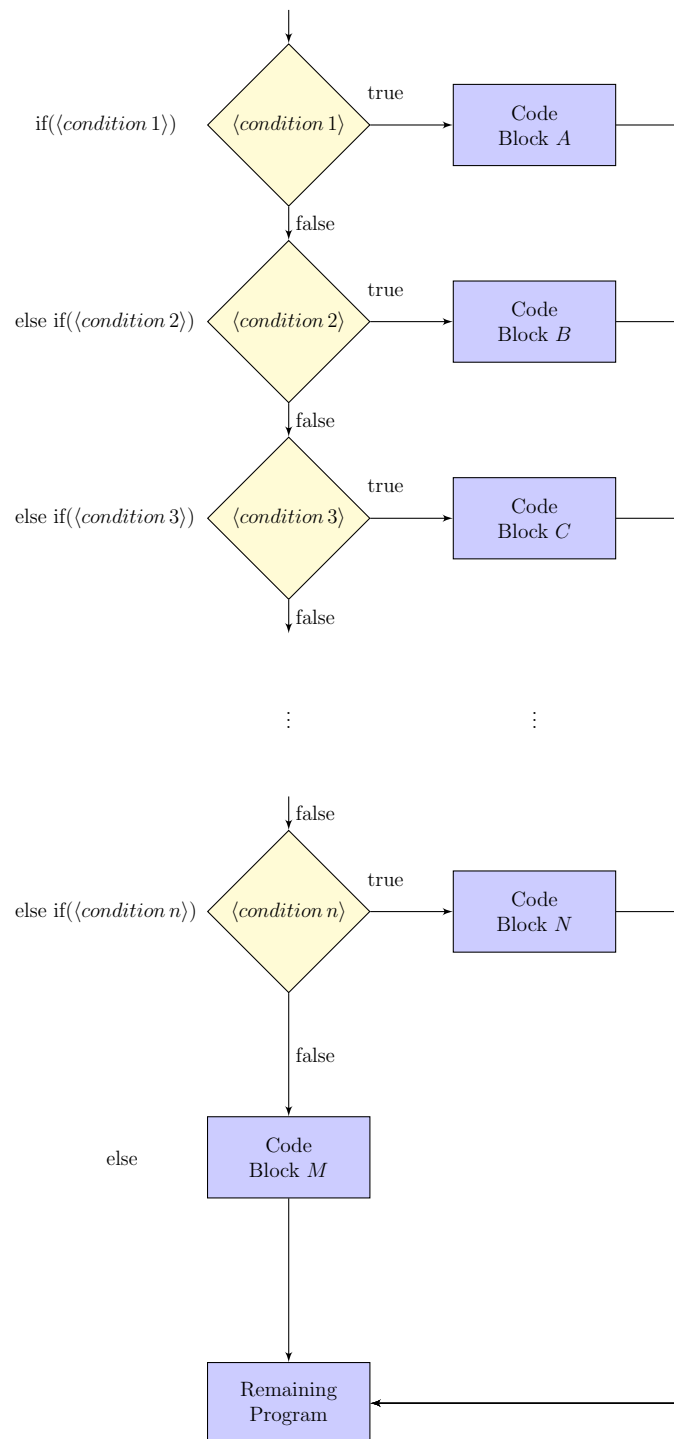 true
if(⟨condition 1⟩) ⟨condition 1⟩ Code
Block A
false
true
else if(⟨condition 2⟩) ⟨condition 2⟩ Code
Block B
false
true
else if(⟨condition 3⟩) ⟨condition 3⟩ Code
Block C
false
⋮ ⋮
false
true
else if(⟨condition n⟩) ⟨condition n⟩ Code
Block N
false
else Code
Block M
Remaining
Program